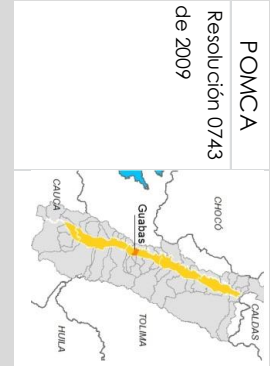 POMCA
Resolución 0743
de 2009
CHOCÓ
CALDAS
Guabas
TOLIMA
CAUCA
HUILA